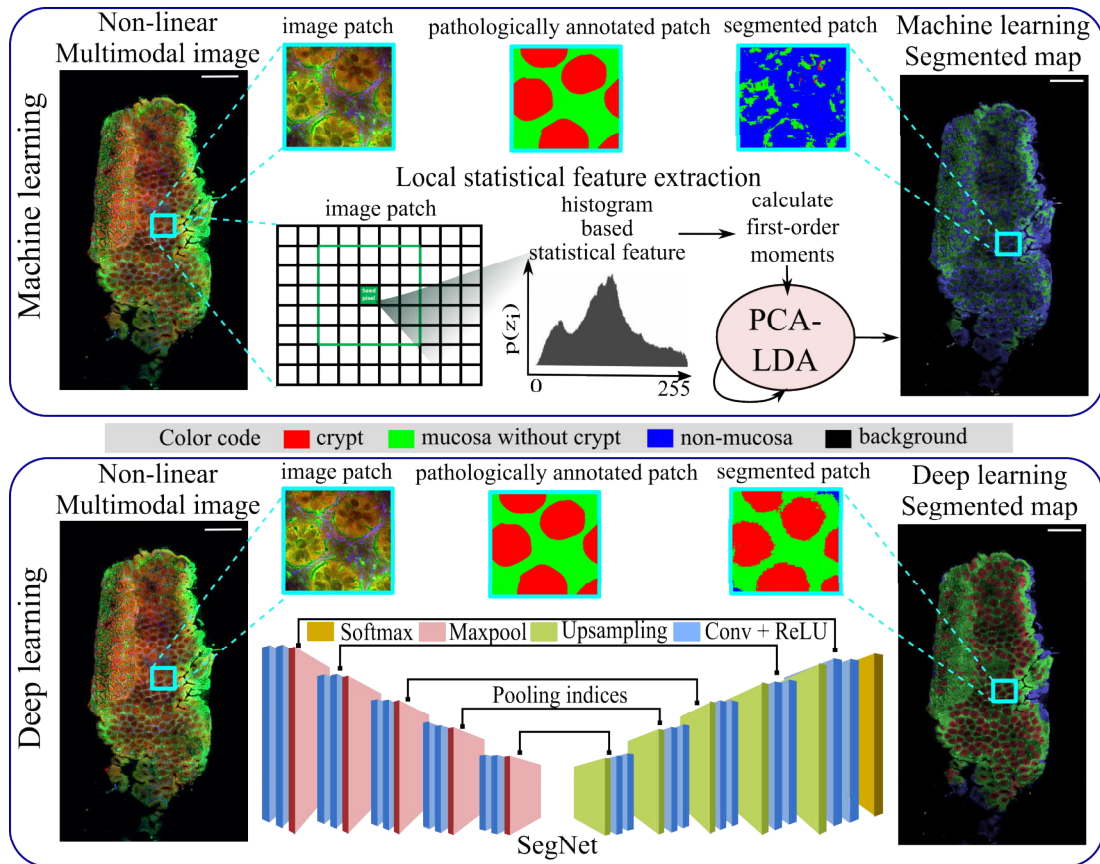 Machine learning
Non-linear
Multimodal image
image patch
pathologically annotated patch
segmented patch
Machine learning
Segmented map
Local statistical feature extraction
image patch
Seed
pixel
histogram
based
statistical feature
calculate
first-order
moments
p(zi)
0
255
PCA-
LDA
Color code
crypt
mucosa without crypt
non-mucosa
background
Deep learning
Non-linear
Multimodal image
image patch
pathologically annotated patch
segmented patch
Deep learning
Segmented map
Softmax
Maxpool
Upsampling
Conv + ReLU
Pooling indices
SegNet